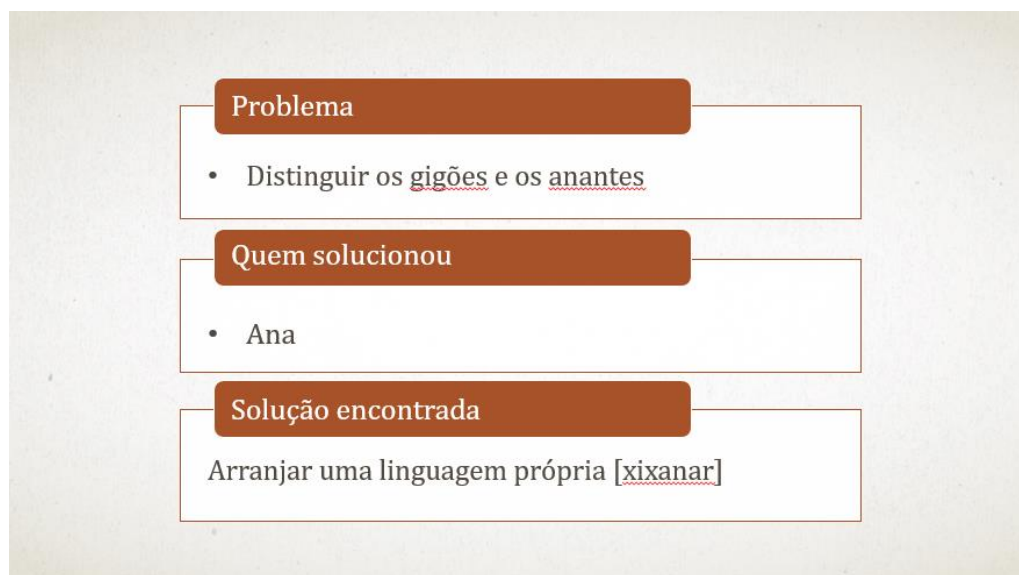 Problema
• Distinguir os gigões e os anantes
Quem solucionou
• Ana
Solução encontrada
Arranjar uma linguagem própria [xixanar]